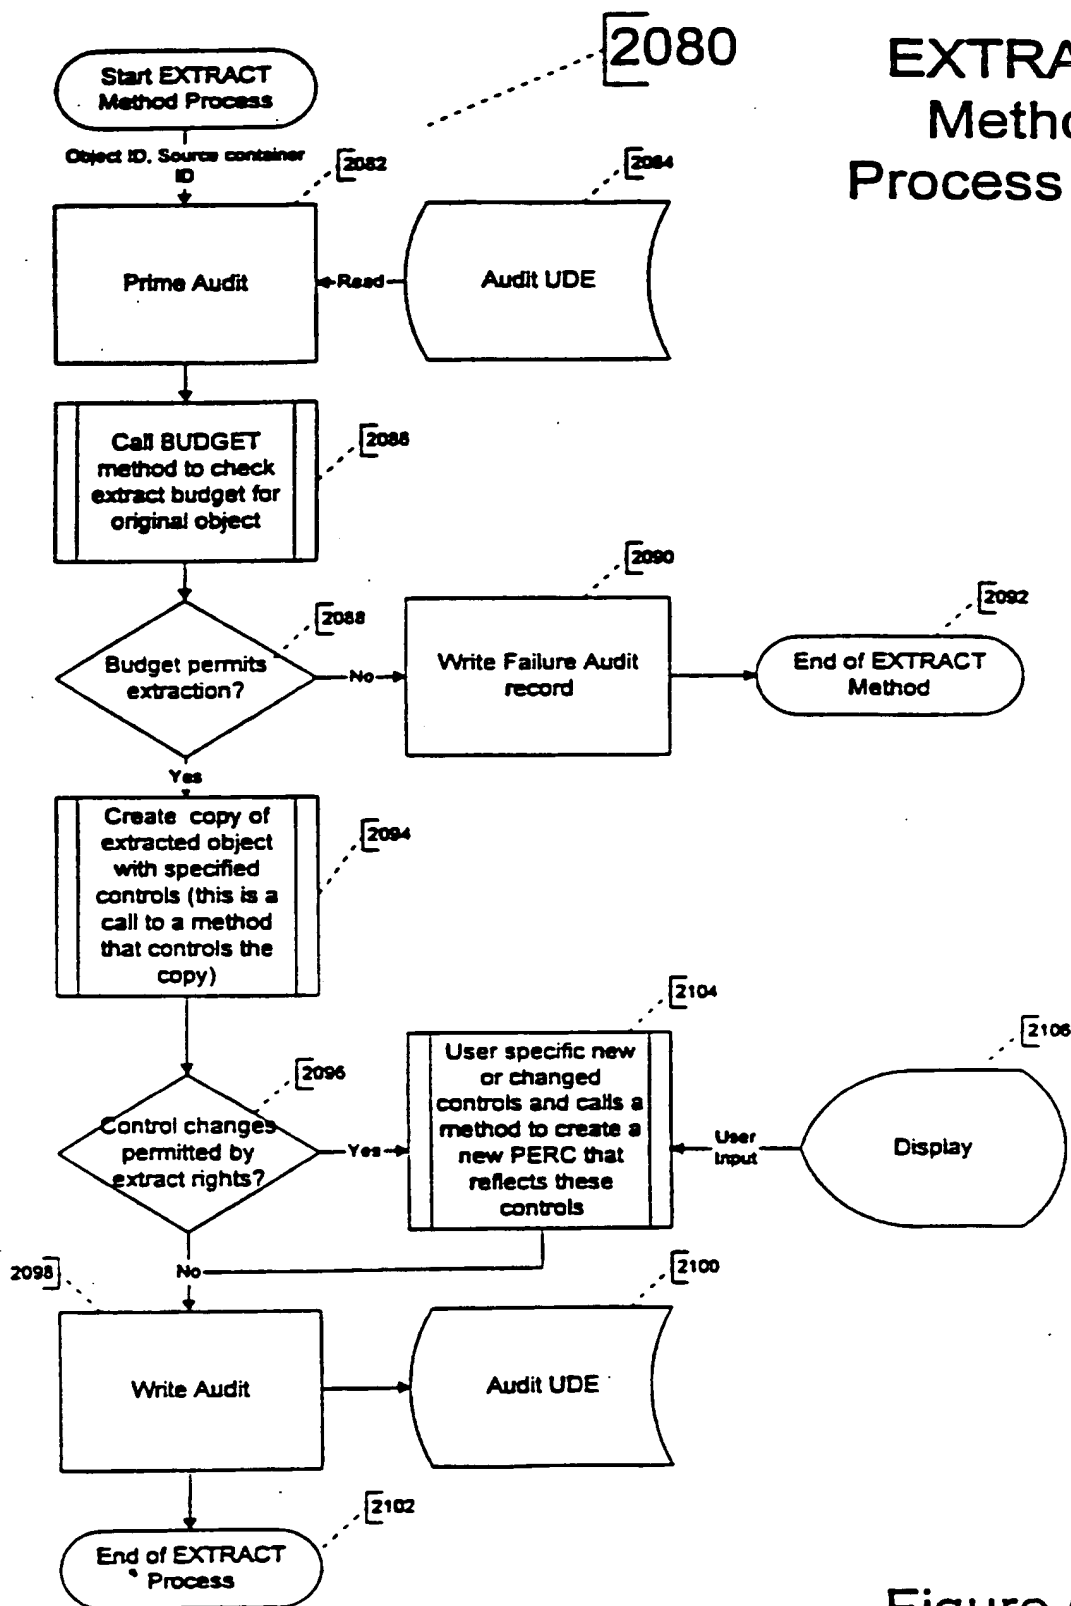 2080
EXTRA
Metho
Process
Start EXTRACT
Method Process
Object ID, Source container
ID
2082
2084
Prime Audit
Read
Audit UDE
Call BUDGET
method to check
extract budget for
original object
2086
2088
Budget permits
extraction?
No
2090
Write Failure Audit
record
2092
End of EXTRACT
Method
Yes
Create copy of
extracted object
with specified
controls (this is a
call to a method
that controls the
copy)
2094
2096
Control changes
permitted by
extract rights?
Yes
2104
User specific new
or changed
controls and calls a
method to create a
new PERC that
reflects these
controls
User
Input
2106
Display
No
2098
Write Audit
2100
Audit UDE
2102
End of EXTRACT
Process
Figure